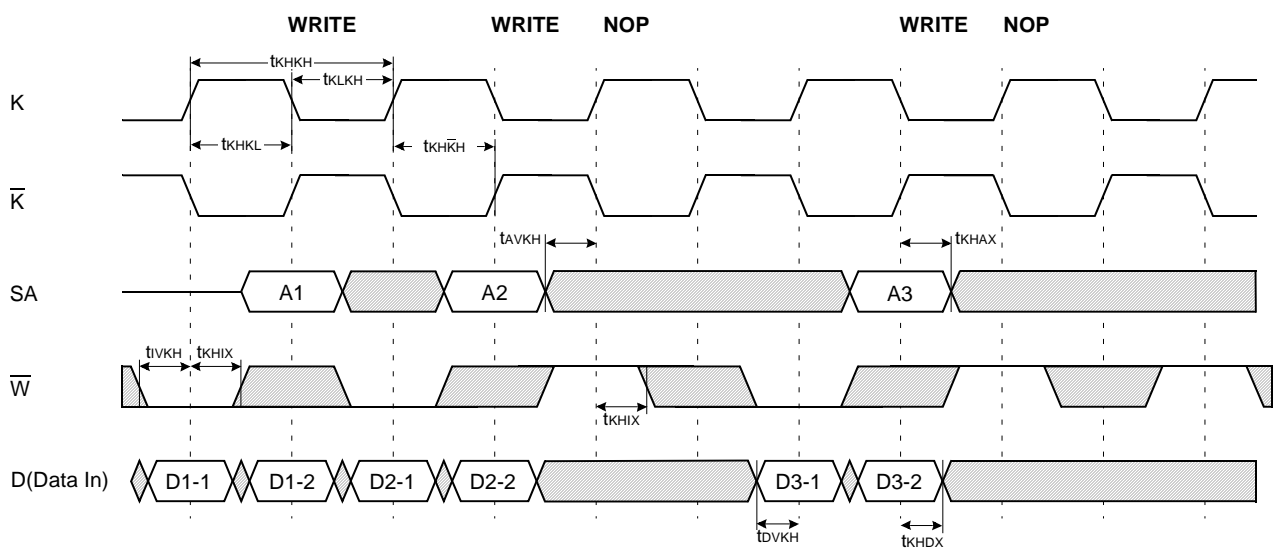 WRITE WRITE NOP WRITE NOP
tKHKH
tKLKH
K
tKHKL tKHK̅H
K̅
tAVKH tKHAX
SA A1 A2 A3
tIVKH tKHIX
W̅
tKHIX
D(Data In) D1-1 D1-2 D2-1 D2-2 D3-1 D3-2
tDVKH tKHDX